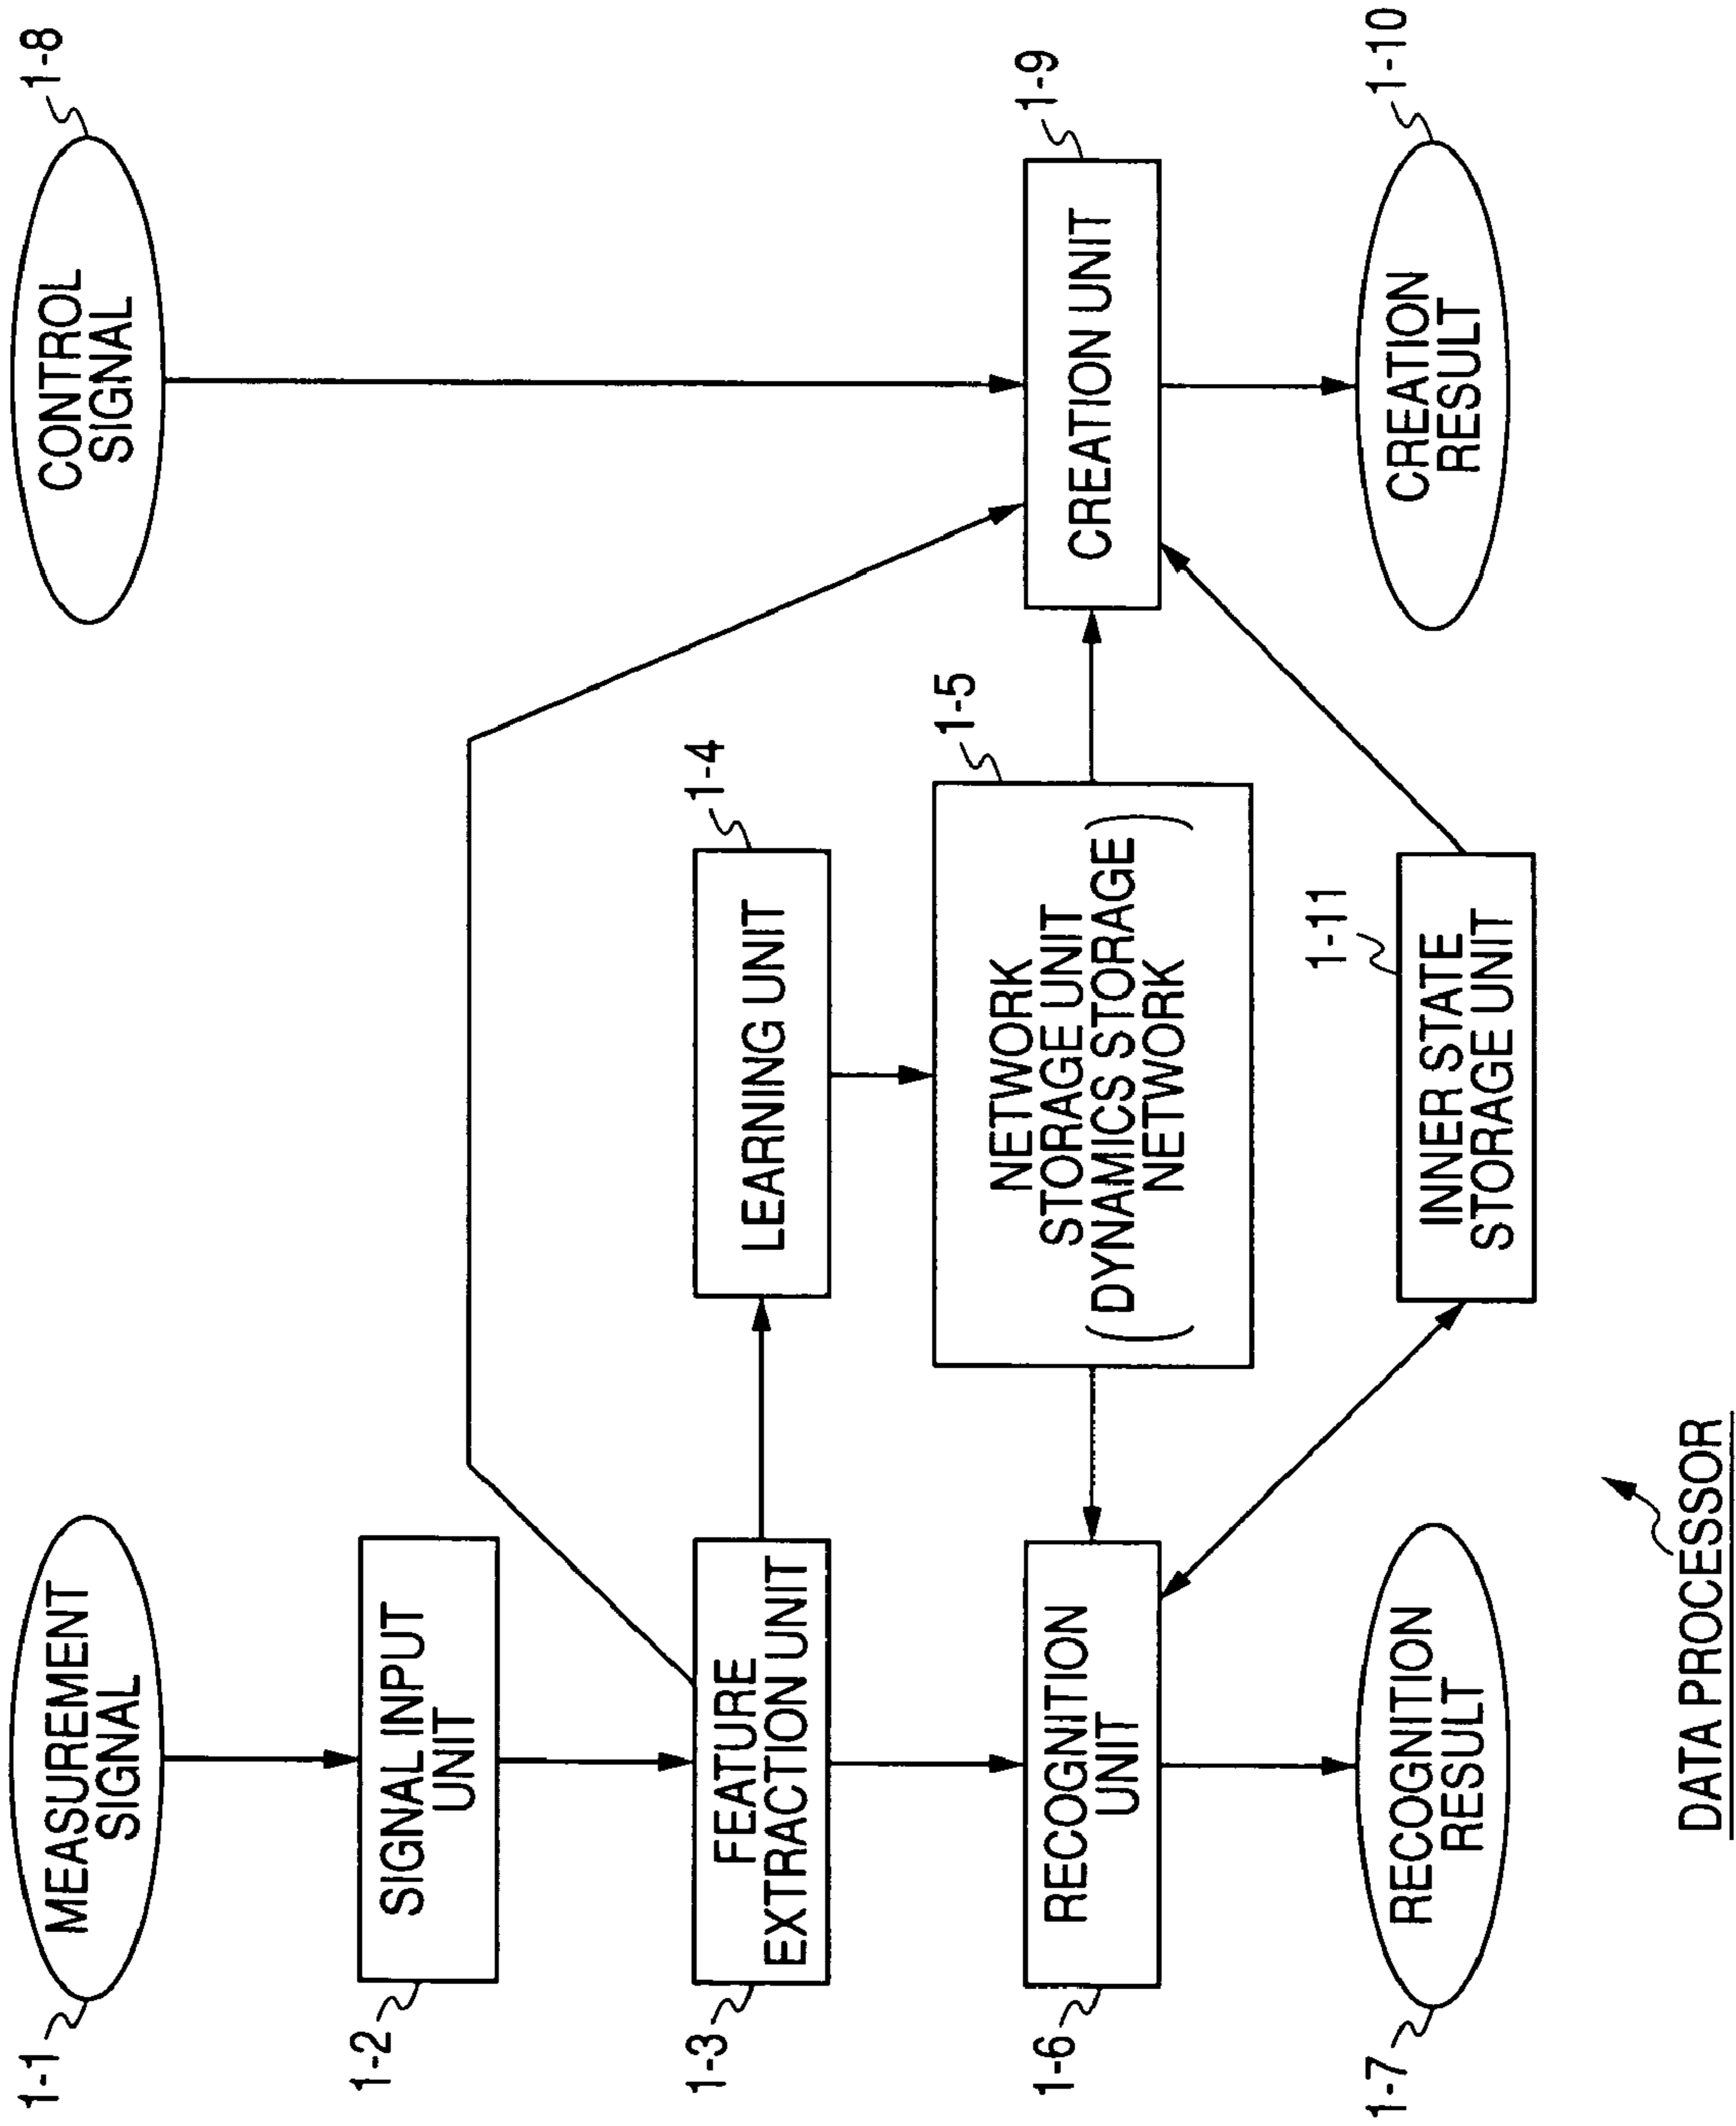 1-1
MEASUREMENT
SIGNAL
CONTROL
SIGNAL
1-8
1-2
SIGNAL INPUT
UNIT
1-3
FEATURE
EXTRACTION UNIT
LEARNING UNIT
1-4
NETWORK
STORAGE UNIT
(DYNAMICS STORAGE
NETWORK)
1-5
1-6
RECOGNITION
UNIT
CREATION UNIT
1-9
1-7
RECOGNITION
RESULT
INNER STATE
STORAGE UNIT
1-11
CREATION
RESULT
1-10
DATA PROCESSOR